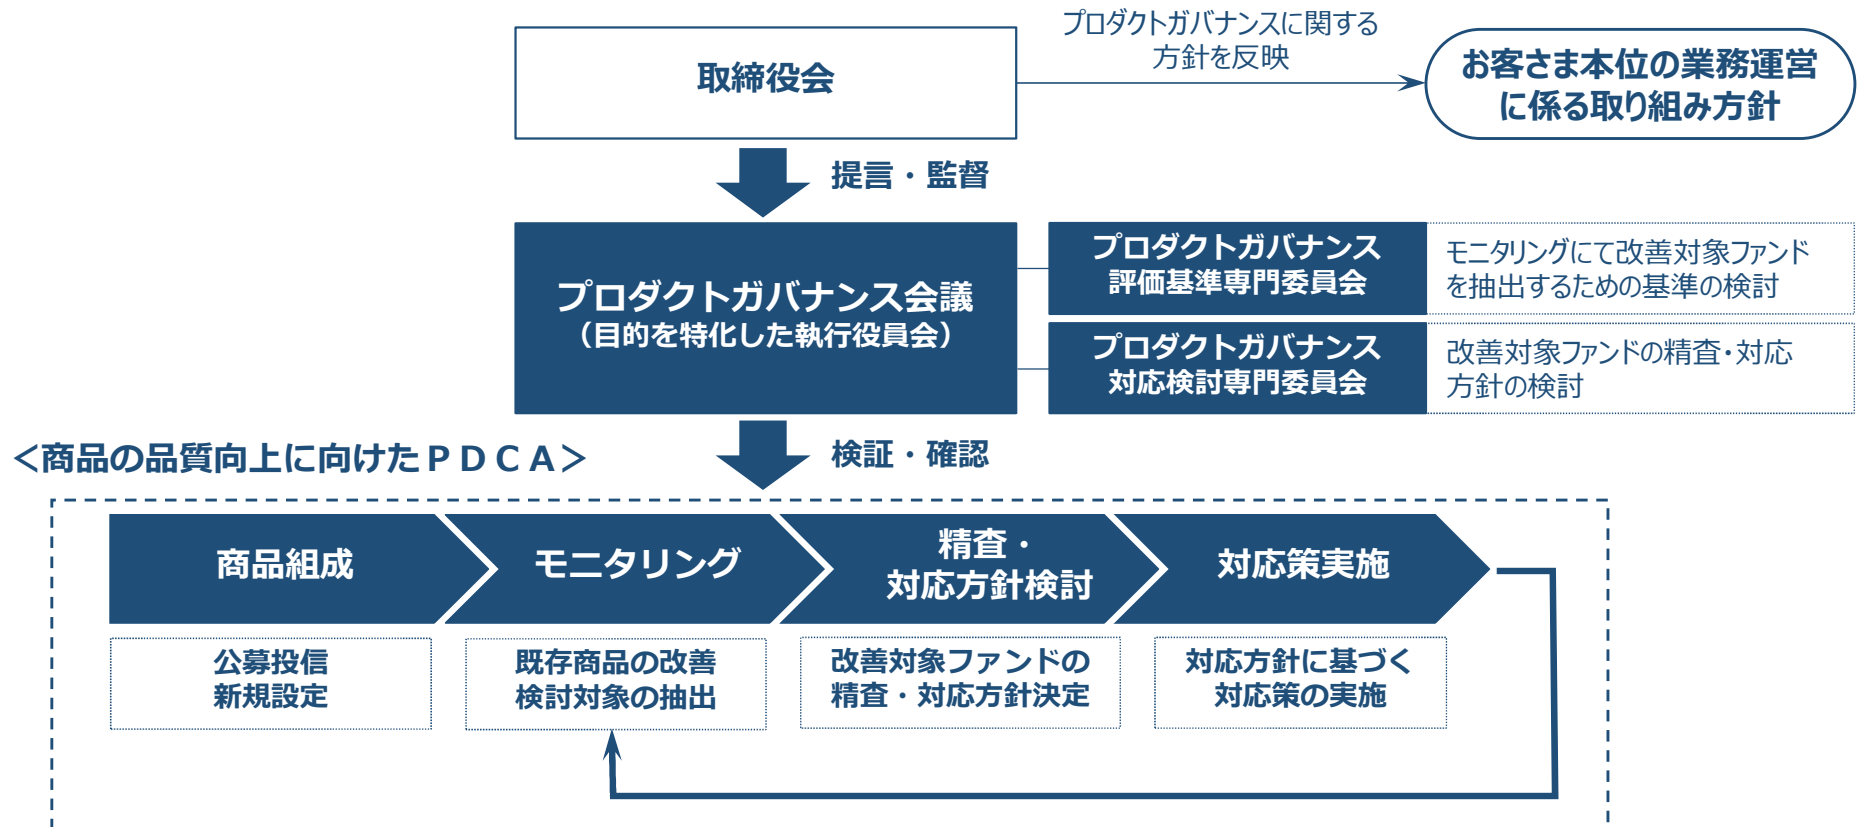 プロダクトガバナンスに関する
方針を反映
取締役会
お客さま本位の業務運営
に係る取り組み方針
提言・監督
プロダクトガバナンス会議
（目的を特化した執行役員会）
プロダクトガバナンス
評価基準専門委員会
モニタリングにて改善対象ファンド
を抽出するための基準の検討
プロダクトガバナンス
対応検討専門委員会
改善対象ファンドの精査・対応
方針の検討
検証・確認
＜商品の品質向上に向けたＰＤＣＡ＞
商品組成
モニタリング
精査・
対応方針検討
対応策実施
公募投信
新規設定
既存商品の改善
検討対象の抽出
改善対象ファンドの
精査・対応方針決定
対応方針に基づく
対応策の実施